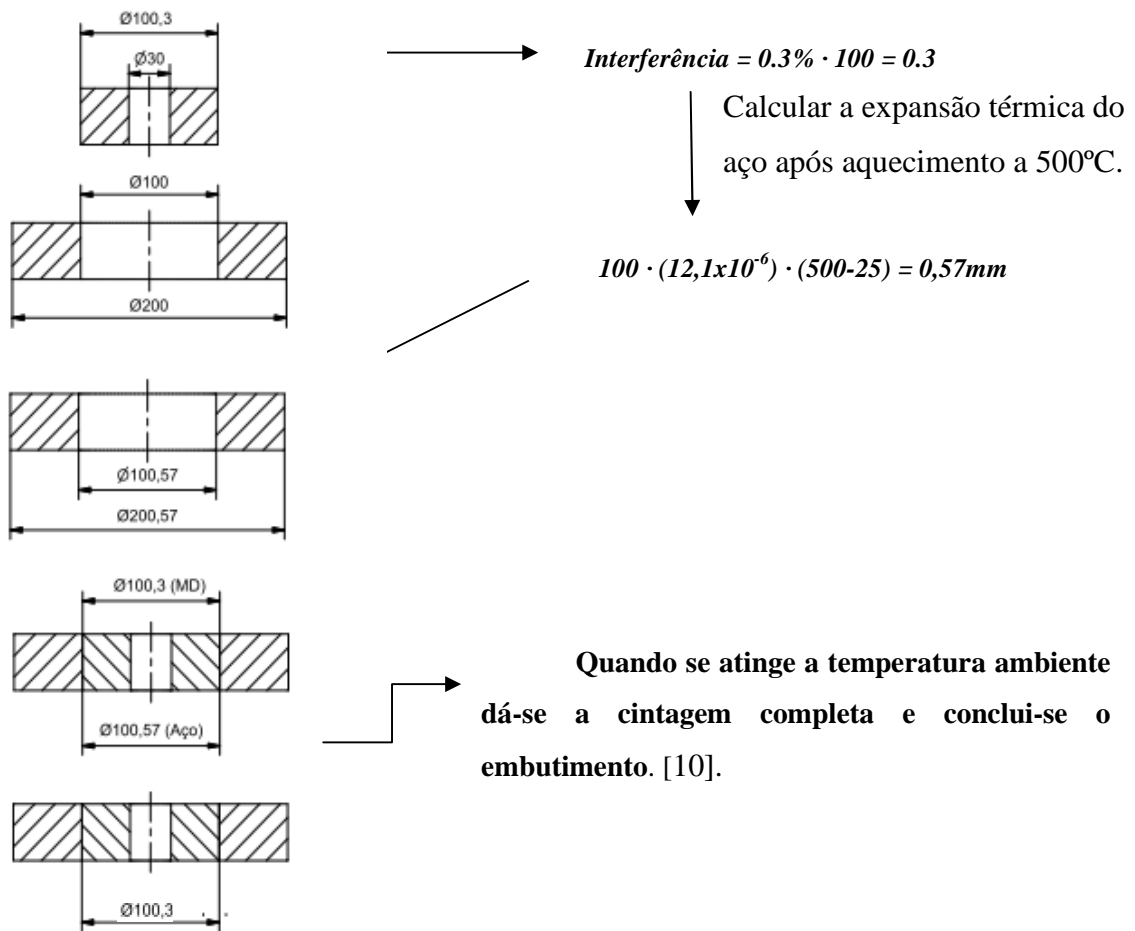 Ø100,3
Ø30
Interferência = 0.3% · 100 = 0.3
Calcular a expansão térmica do
aço após aquecimento a 500ºC.
Ø100
Ø200
100 · (12,1x10⁻⁶) · (500-25) = 0,57mm
Ø100,57
Ø200,57
Ø100,3 (MD)
Ø100,57 (Aço)
Quando se atinge a temperatura ambiente
dá-se a cintagem completa e conclui-se o
embutimento. [10].
Ø100,3